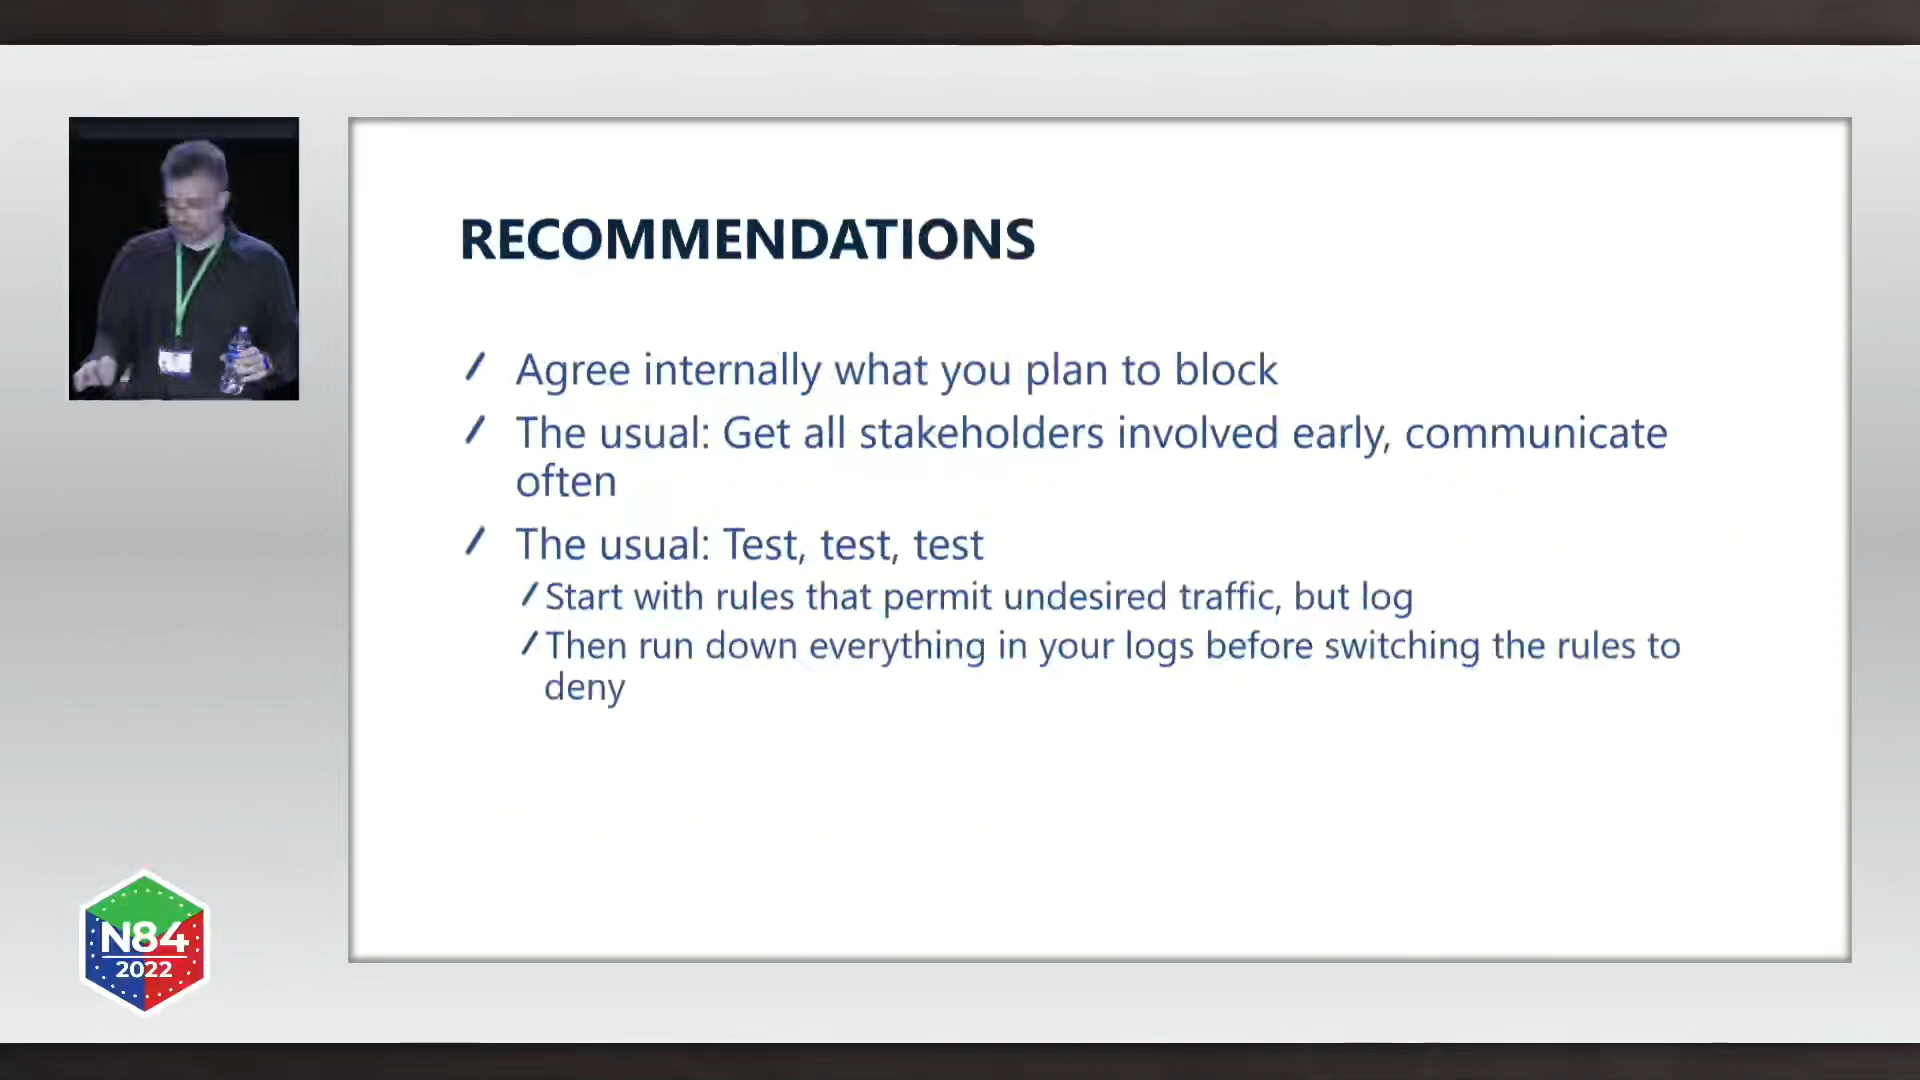 RECOMMENDATIONS
Agree internally what you plan to block
The usual: Get all stakeholders involved early, communicate
often
The usual: Test, test, test
Start with rules that permit undesired traffic, but log
Then run down everything in your logs before switching the rules to
deny
N84
2022